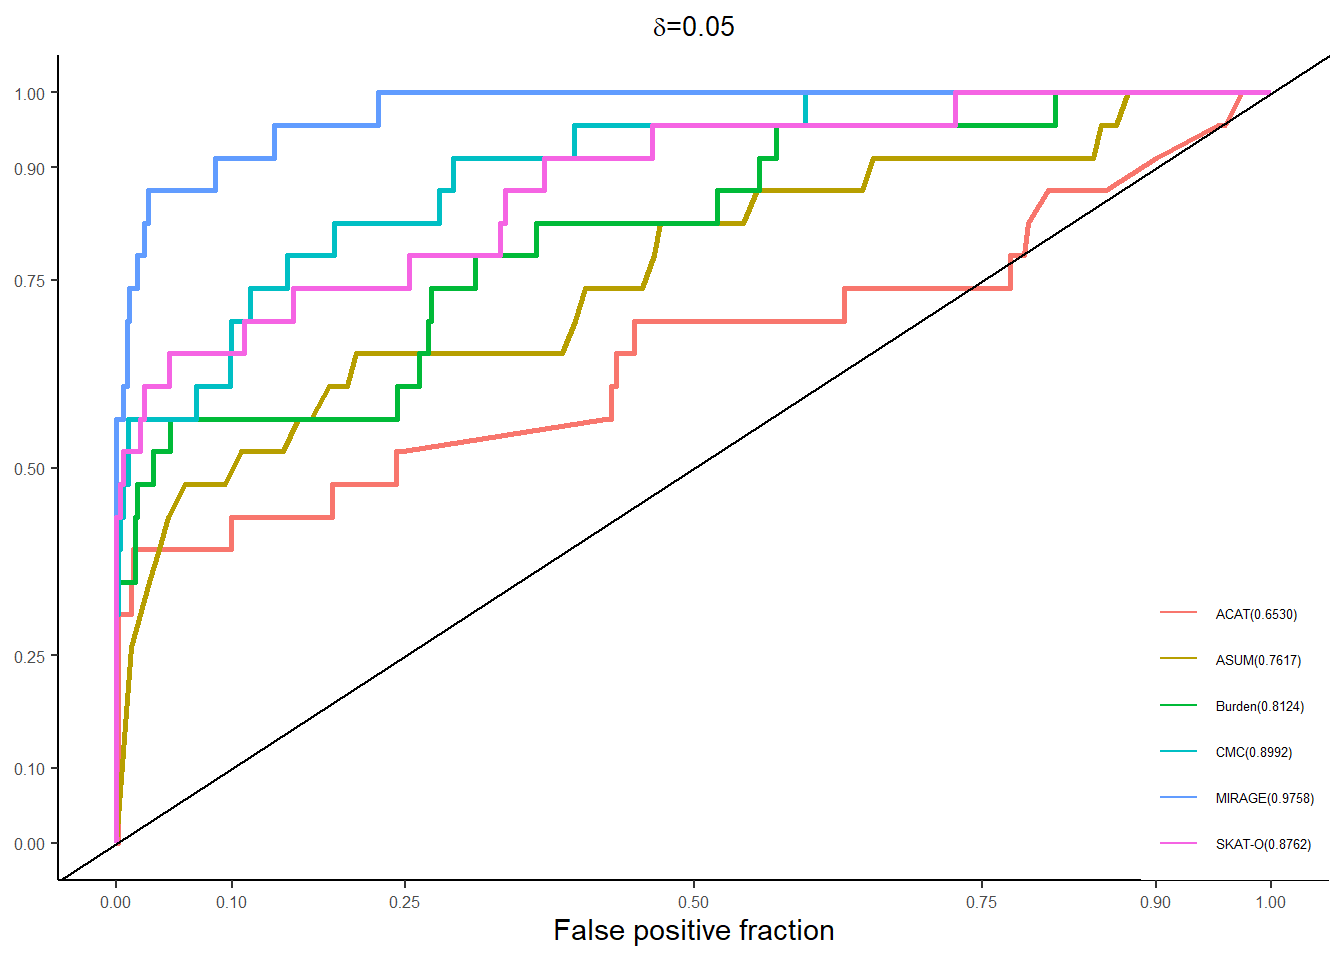 δ=0.05
1.00
0.90
0.75
0.50
0.25
0.10
0.00
ACAT(0.6530)
ASUM(0.7617)
Burden(0.8124)
CMC(0.8992)
MIRAGE(0.9758)
SKAT-O(0.8762)
0.00 0.10 0.25 0.50 0.75 0.90 1.00
False positive fraction